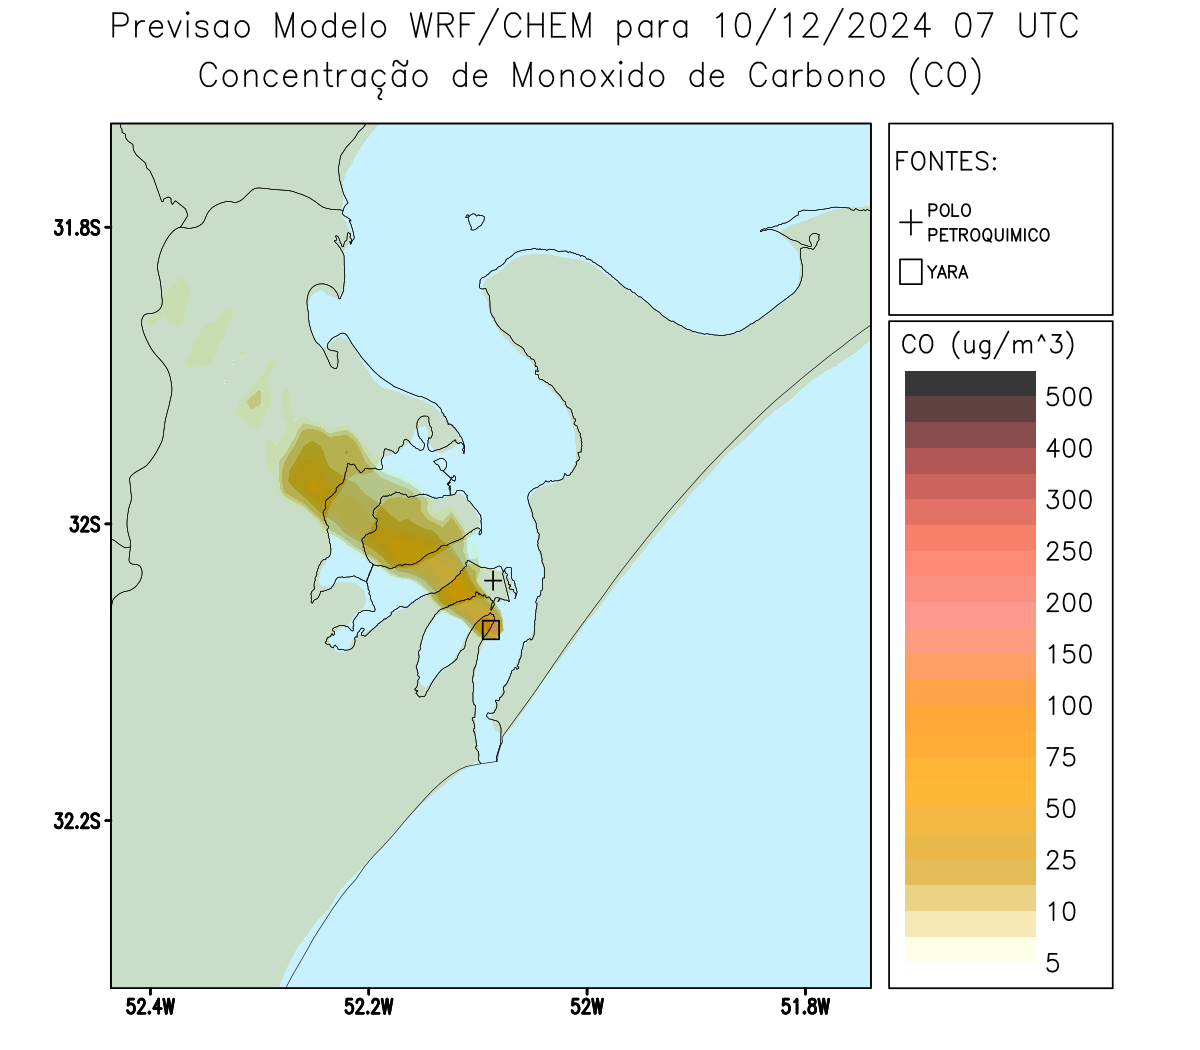 Previsao Modelo WRF/CHEM para 10/12/2024 07 UTC
Concentração de Monoxido de Carbono (CO)
FONTES:
POLO
PETROQUIMICO
YARA
CO (ug/m^3)
500
400
300
250
200
150
100
75
50
25
10
5
31.8S
32S
32.2S
52.4W
52.2W
52W
51.8W